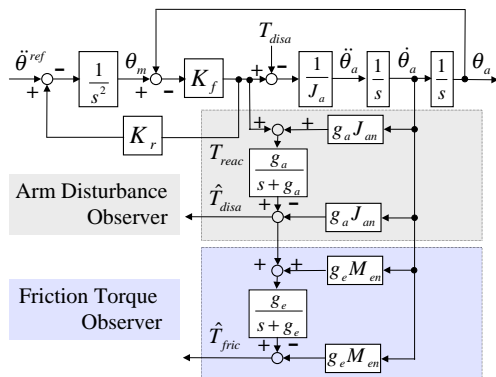 T_disa
θ̈^ref − 1/s² θ_m K_f − 1/J_a θ̈_a 1/s θ̇_a 1/s θ_a
+ + − + −
K_r + + g_a J_an
T_reac g_a/(s+g_a)
Arm Disturbance T̂_disa + − g_a J_an
Observer
+ + g_e M_en
Friction Torque g_e/(s+g_e)
Observer T̂_fric + − g_e M_en